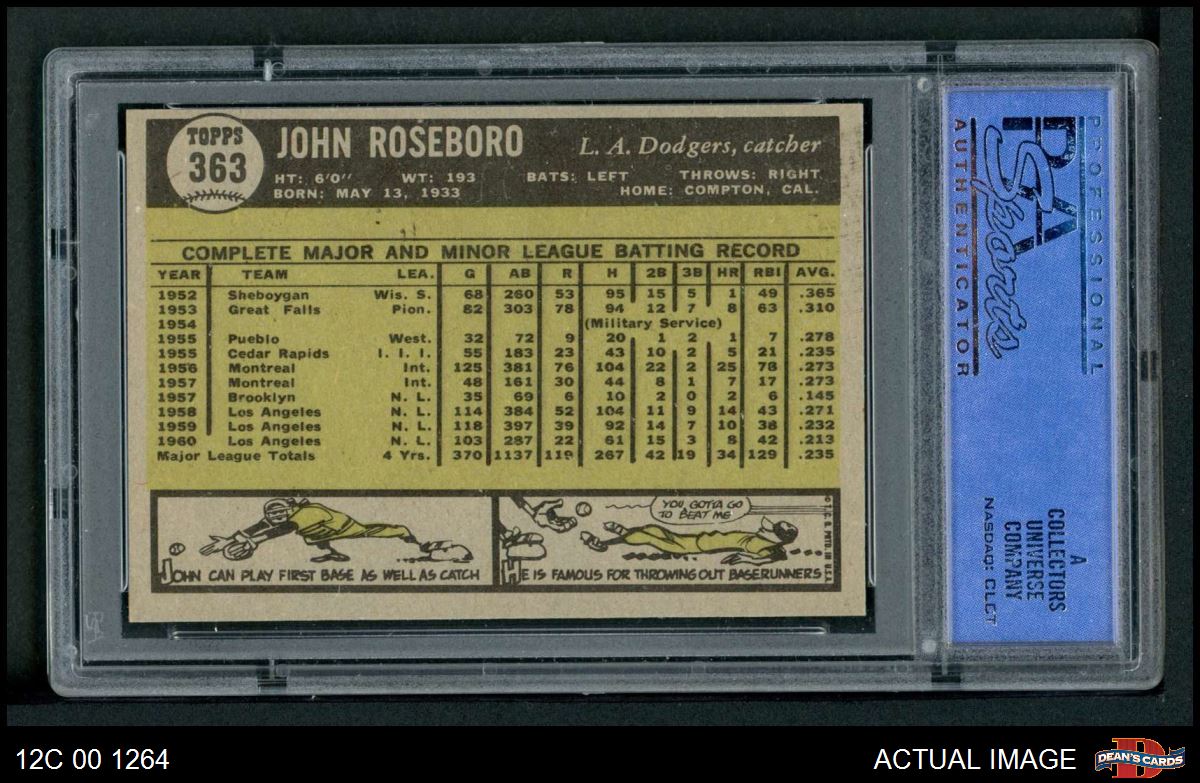 TOPPS
363
JOHN ROSEBORO
L. A. Dodgers, catcher
HT: 6'0" WT: 193 BATS: LEFT THROWS: RIGHT
BORN: MAY 13, 1933 HOME: COMPTON, CAL.
COMPLETE MAJOR AND MINOR LEAGUE BATTING RECORD
YEAR TEAM LEA. G AB R H 2B 3B HR RBI AVG.
1952 Sheboygan Wis. S. 68 260 53 95 15 5 1 49 .365
1953 Great Falls Pion. 82 303 78 94 12 7 8 63 .310
1954 (Military Service)
1955 Pueblo West. 32 72 9 20 1 2 1 7 .278
1955 Cedar Rapids I. I. I. 55 183 23 43 10 2 5 21 .235
1956 Montreal Int. 125 381 76 104 22 2 25 78 .273
1957 Montreal Int. 48 161 30 44 8 1 7 17 .273
1957 Brooklyn N. L. 35 69 6 10 2 0 2 6 .145
1958 Los Angeles N. L. 114 384 52 104 11 9 14 43 .271
1959 Los Angeles N. L. 118 397 39 92 14 7 10 38 .232
1960 Los Angeles N. L. 103 287 22 61 15 3 8 42 .213
Major League Totals 4 Yrs. 370 1137 119 267 42 19 34 129 .235
JOHN CAN PLAY FIRST BASE AS WELL AS CATCH
YOU GOTTA GO
TO BEAT ME
HE IS FAMOUS FOR THROWING OUT BASERUNNERS
© T.C.G. PRTD. IN U.S.A.
PROFESSIONAL
PSA
Sports
AUTHENTICATOR
A
COLLECTORS
UNIVERSE
COMPANY
NASDAQ: CLCT
12C 00 1264
ACTUAL IMAGE
D
DEAN'S CARDS